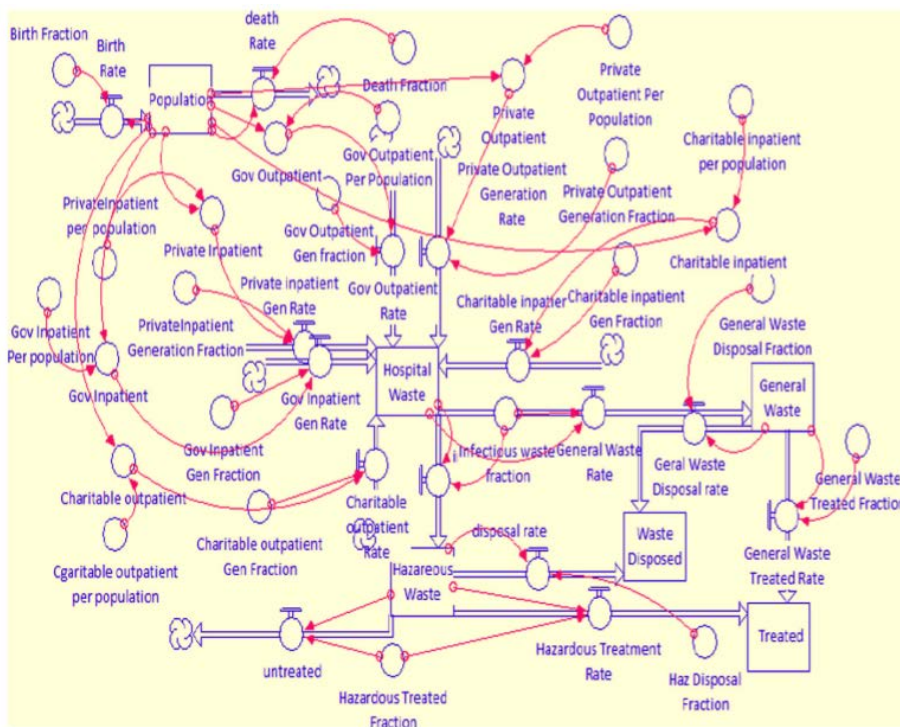 Birth Fraction
Birth
Rate
death
Rate
Population
Death Fraction
Private
Outpatient
Private
Outpatient Per
Population
Charitable inpatient
per population
Gov Outpatient
Gov Outpatient
Per Population
Private Outpatient
Generation
Rate
Private Outpatient
Generation Fraction
PrivateInpatient
per population
Private Inpatient
Gov Outpatient
Gen fraction
Gov Outpatient
Rate
Charitable inpatient
Private inpatient
Gen Rate
Charitable inpatier
Gen Rate
Charitable inpatient
Gen Fraction
Gov Inpatient
Per population
PrivateInpatient
Generation Fraction
General Waste
Disposal Fraction
Gov Inpatient
Hospital
Waste
General
Waste
Gov Inpatient
Gen Rate
Gov Inpatient
Gen Fraction
Infectious waste
fraction
General Waste
Rate
Geral Waste
Disposal rate
General Waste
Treated Fraction
Charitable outpatient
Charitable
outpatient
Rate
Charitable outpatient
Gen Fraction
Cgaritable outpatient
per population
disposal rate
Waste
Disposed
General Waste
Treated Rate
Hazareous
Waste
untreated
Hazardous Treated
Fraction
Hazardous Treatment
Rate
Haz Disposal
Fraction
Treated